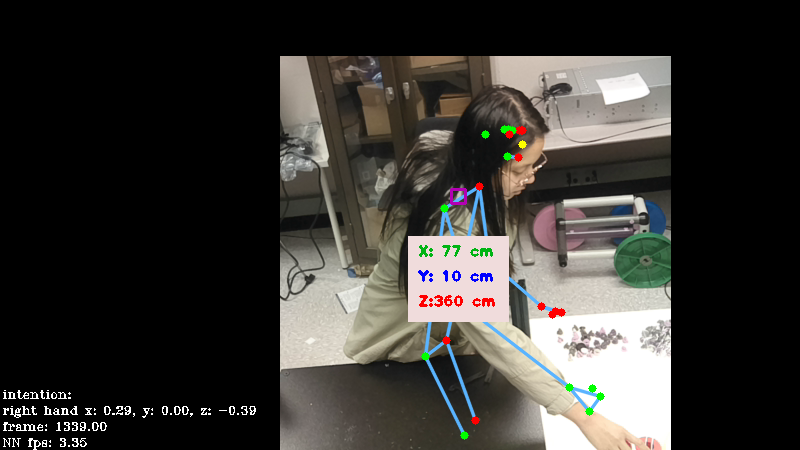 X: 77 cm
Y: 10 cm
Z:360 cm
intention:
right hand x: 0.29, y: 0.00, z: -0.39
frame: 1339.00
NN fps: 3.35